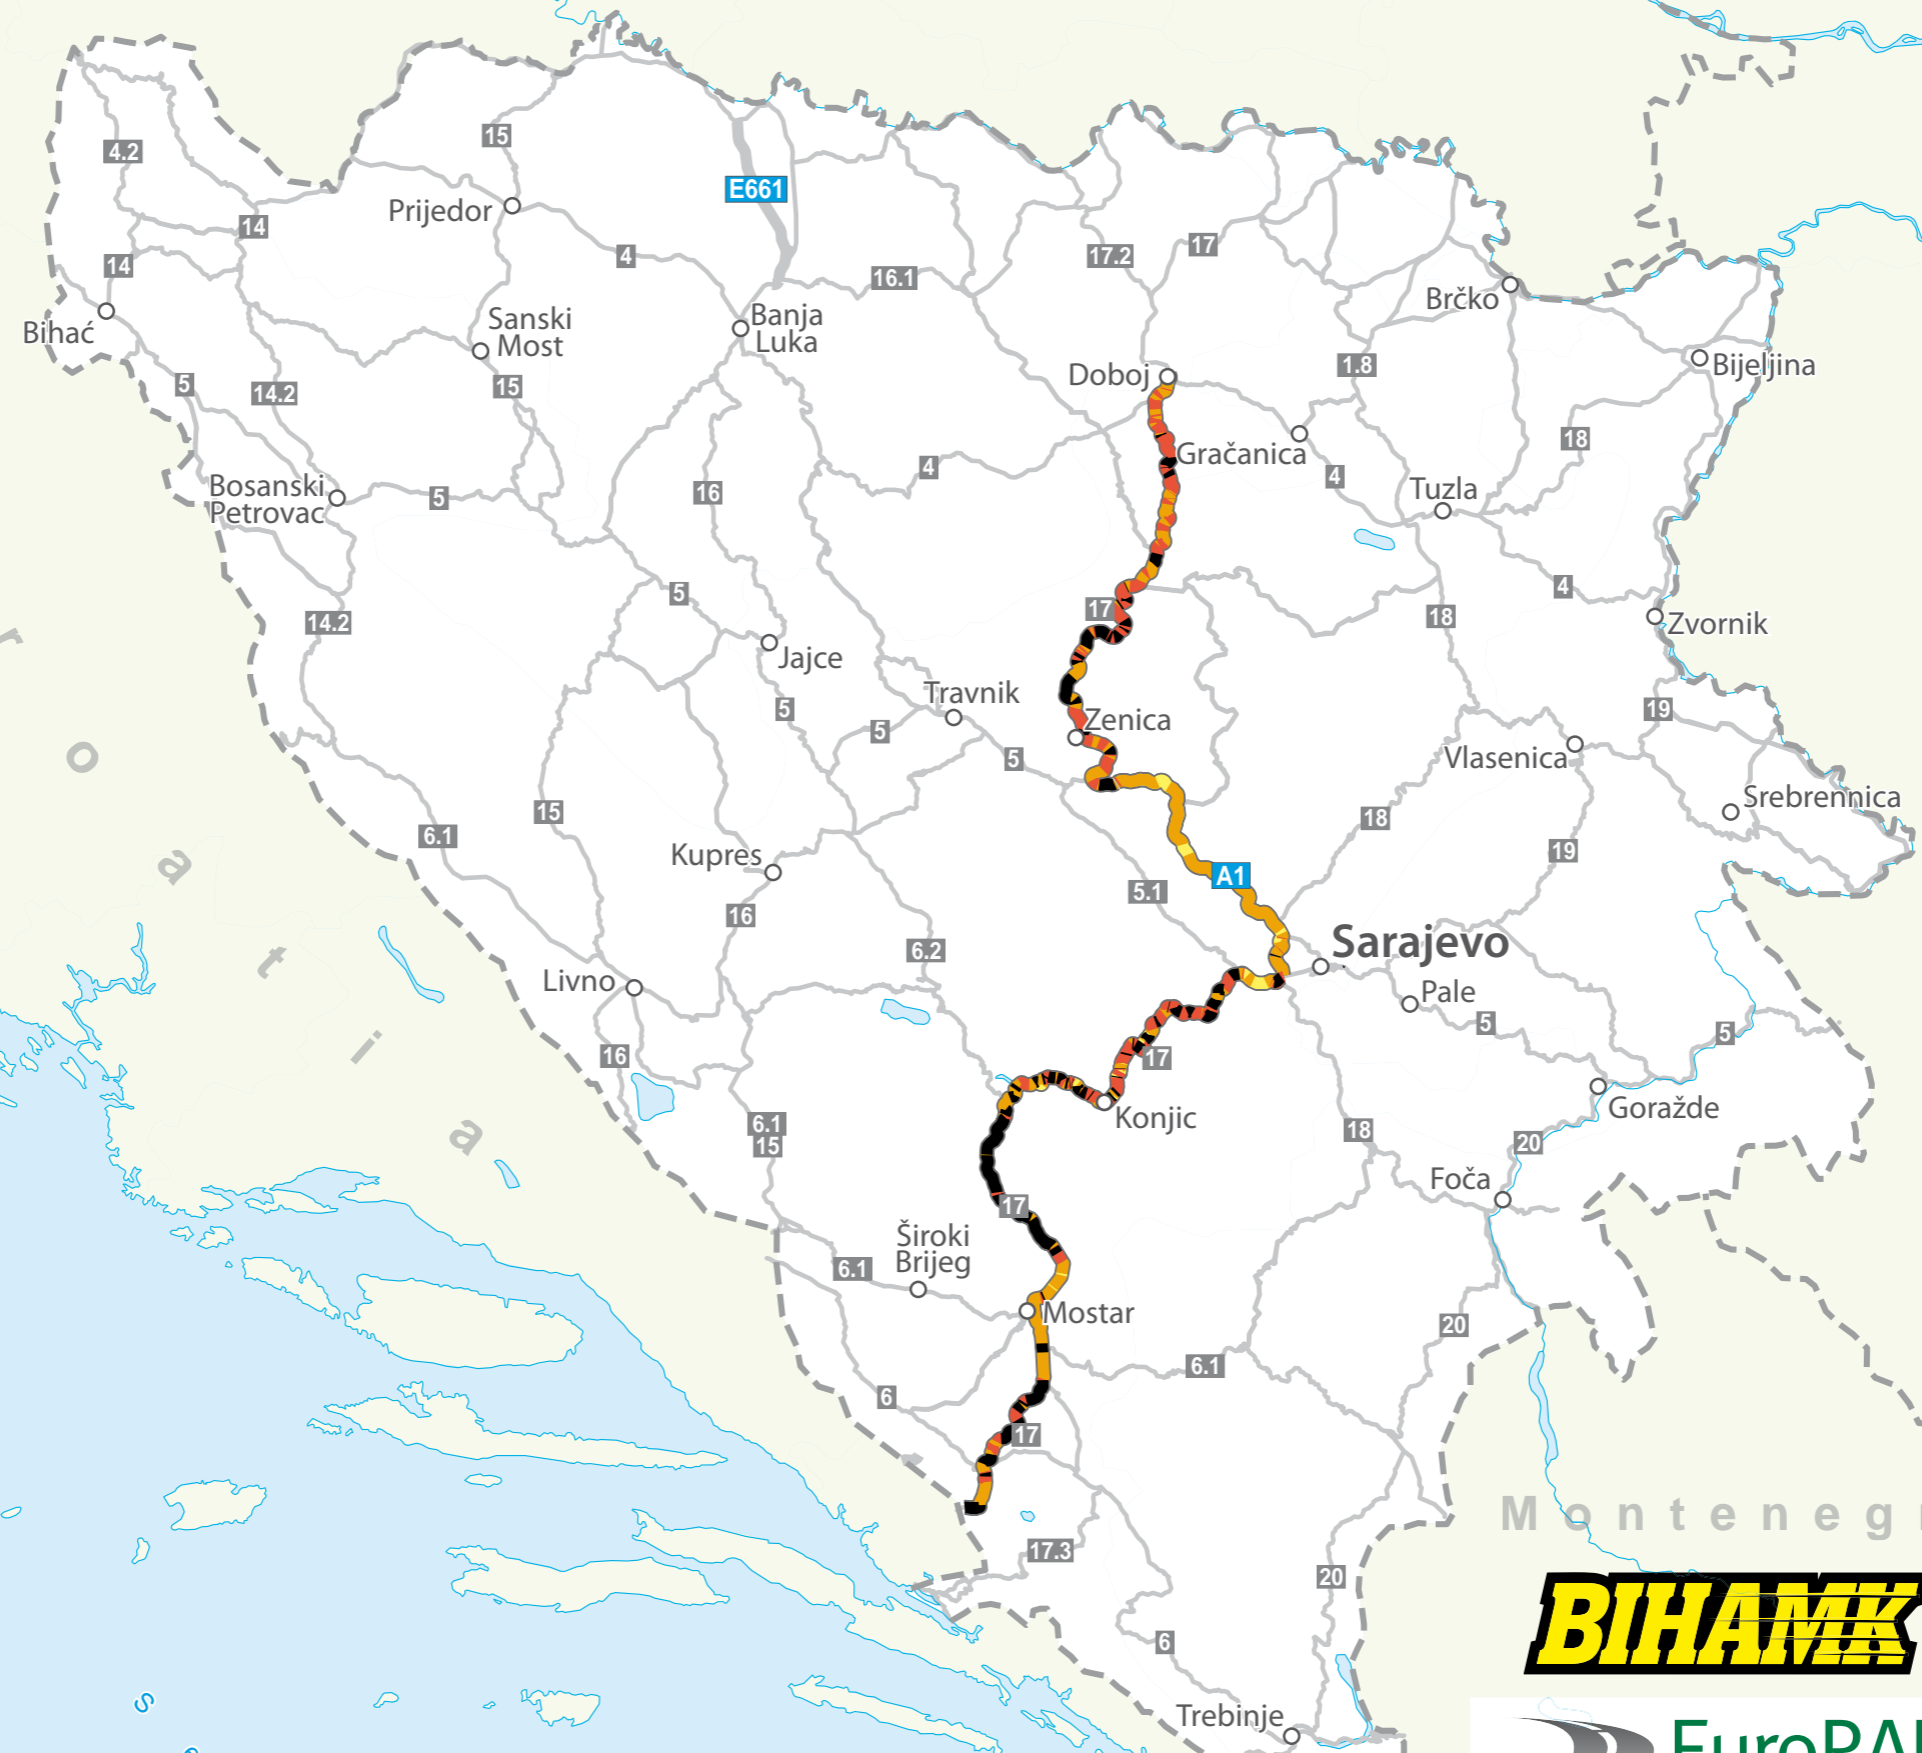 4.2
15
E661
Prijedor
14
4
14
17.2
17
16.1
Brčko
Bihać
Sanski
Most
Banja
Luka
Doboj
1.8
Bijeljina
5
14.2
15
Gračanica
18
4
4
Bosanski
Petrovac
5
16
Tuzla
5
4
17
18
14.2
Zvornik
Jajce
Travnik
5
5
19
Zenica
5
Vlasenica
Srebrennica
15
18
6.1
19
Kupres
A1
5.1
16
6.2
Sarajevo
Livno
Pale
5
5
16
17
Goražde
Konjic
6.1
15
18
20
Foča
17
Široki
Brijeg
6.1
Mostar
20
6.1
6
17
Montenegr
17.3
20
BIHAMK
6
Trebinje
r o a t i a
S